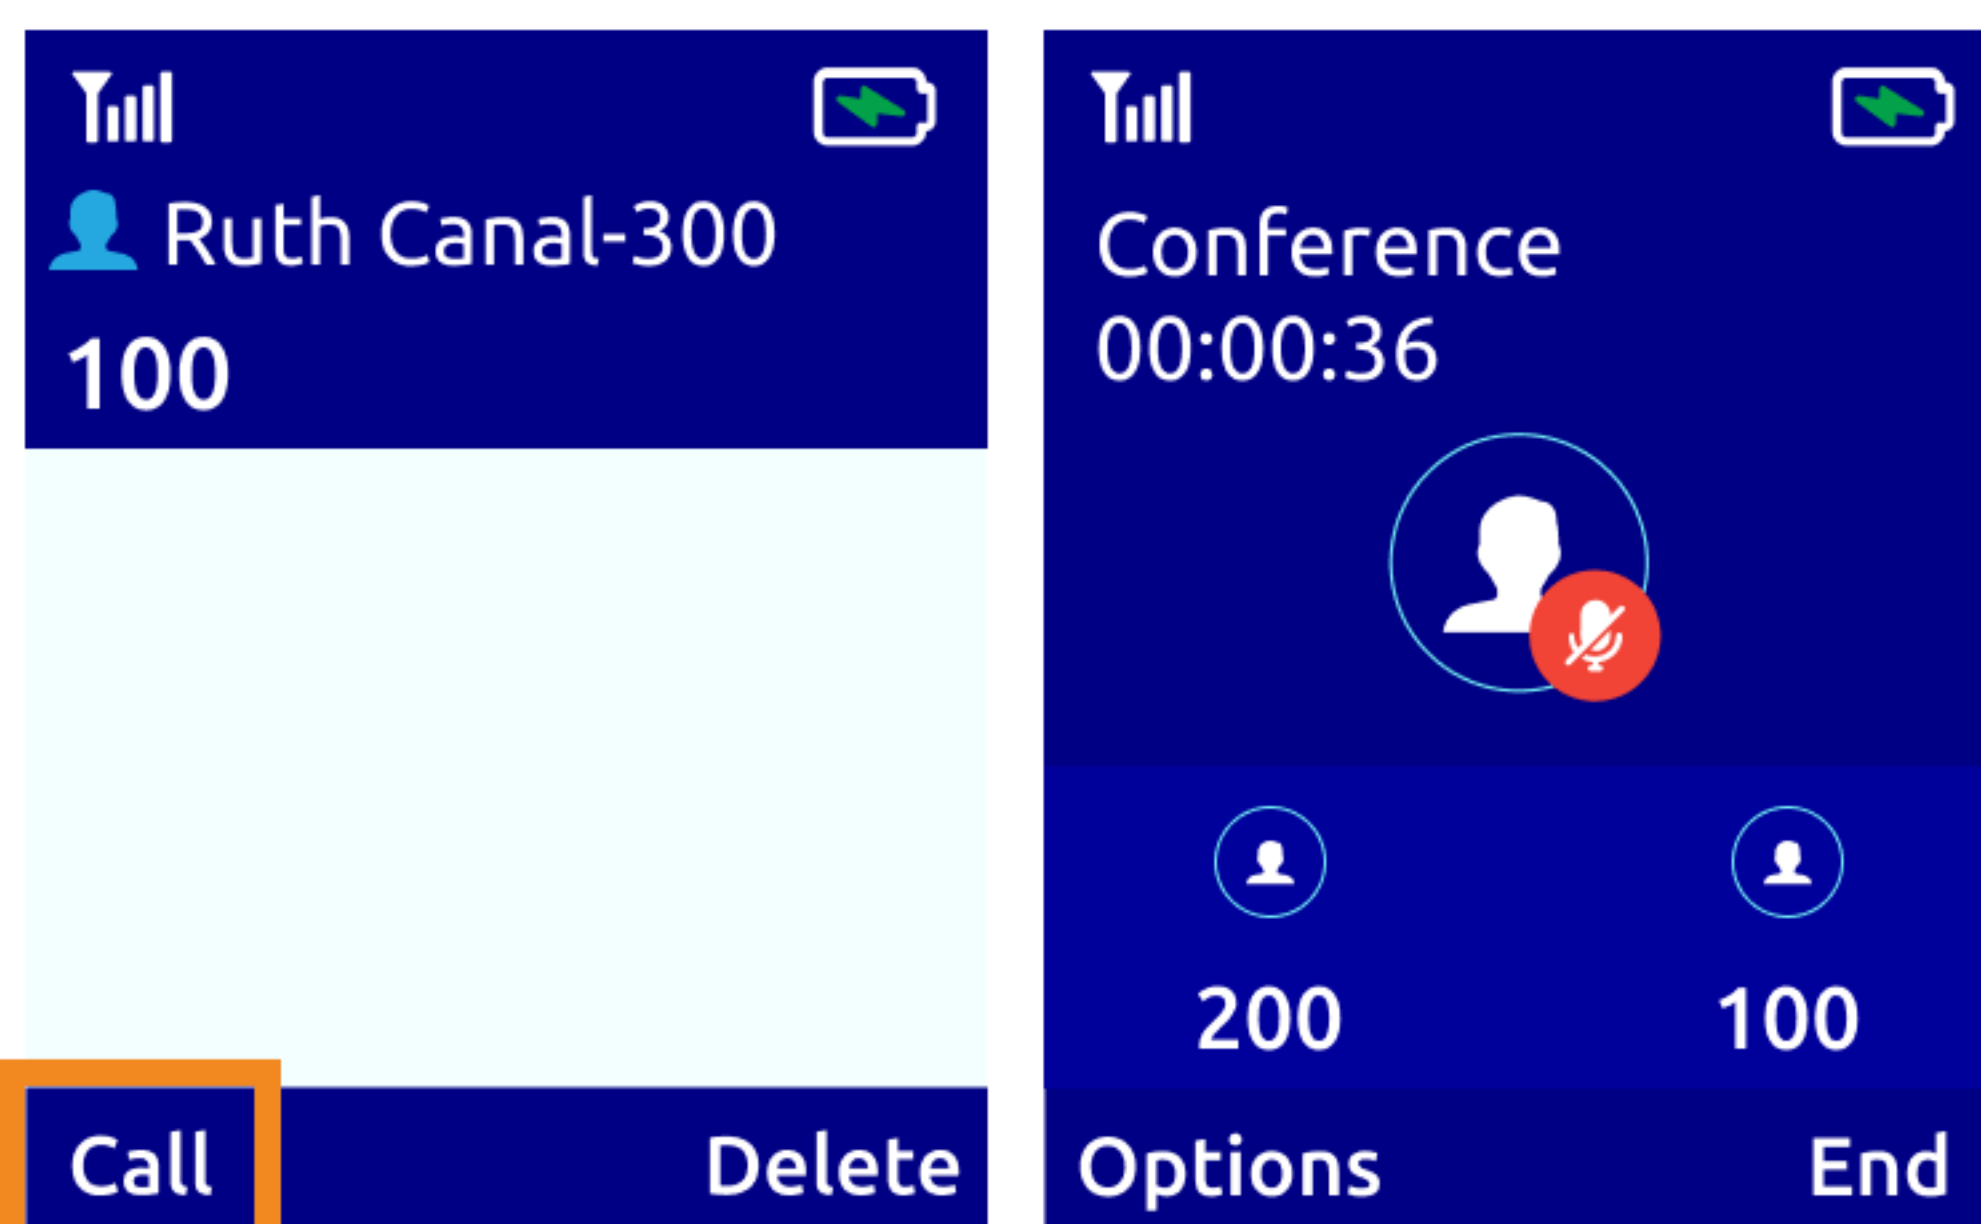 Ruth Canal-300
100
Call
Delete
Conference
00:00:36
200
100
Options
End